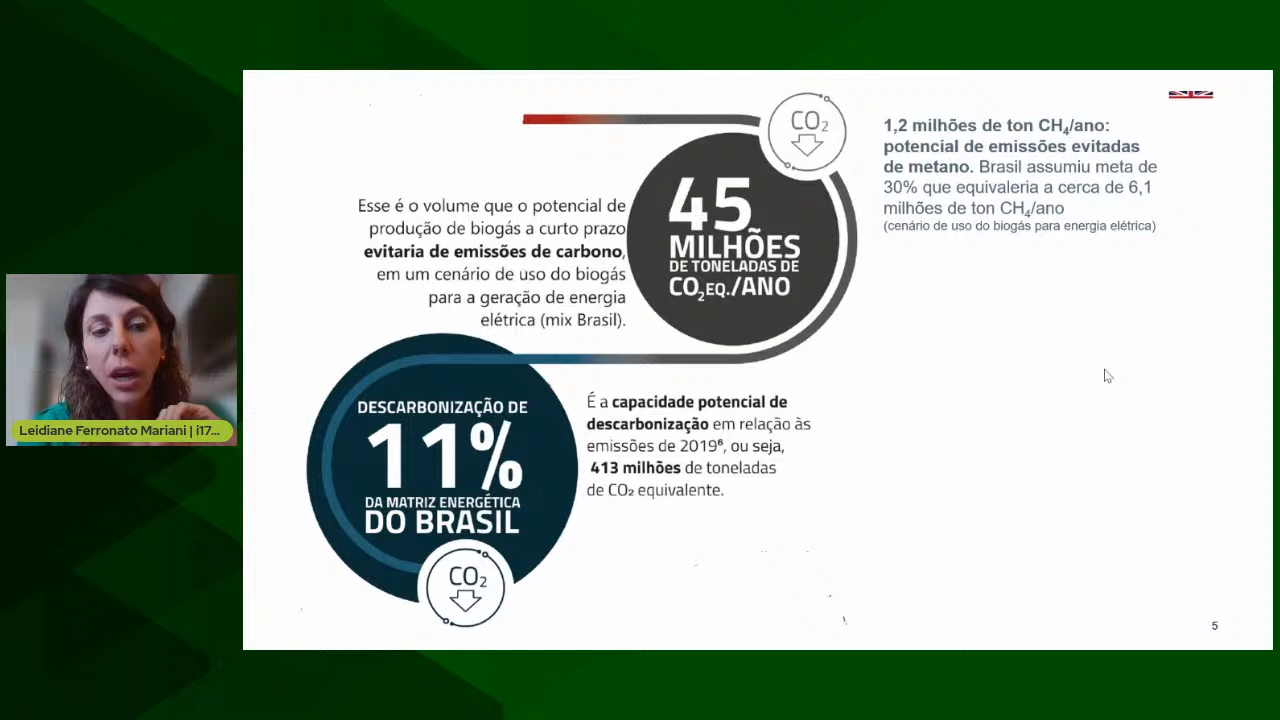 CO₂
45
MILHÕES
DE TONELADAS DE
CO₂EQ./ANO
Esse é o volume que o potencial de
produção de biogás a curto prazo
evitaria de emissões de carbono,
em um cenário de uso do biogás
para a geração de energia
elétrica (mix Brasil).
1,2 milhões de ton CH₄/ano:
potencial de emissões evitadas
de metano. Brasil assumiu meta de
30% que equivaleria a cerca de 6,1
milhões de ton CH₄/ano
(cenário de uso do biogás para energia elétrica)
DESCARBONIZAÇÃO DE
11%
DA MATRIZ ENERGÉTICA
DO BRASIL
CO₂
É a capacidade potencial de
descarbonização em relação às
emissões de 2019⁶, ou seja,
413 milhões de toneladas
de CO₂ equivalente.
Leidiane Ferronato Mariani | i17...
5